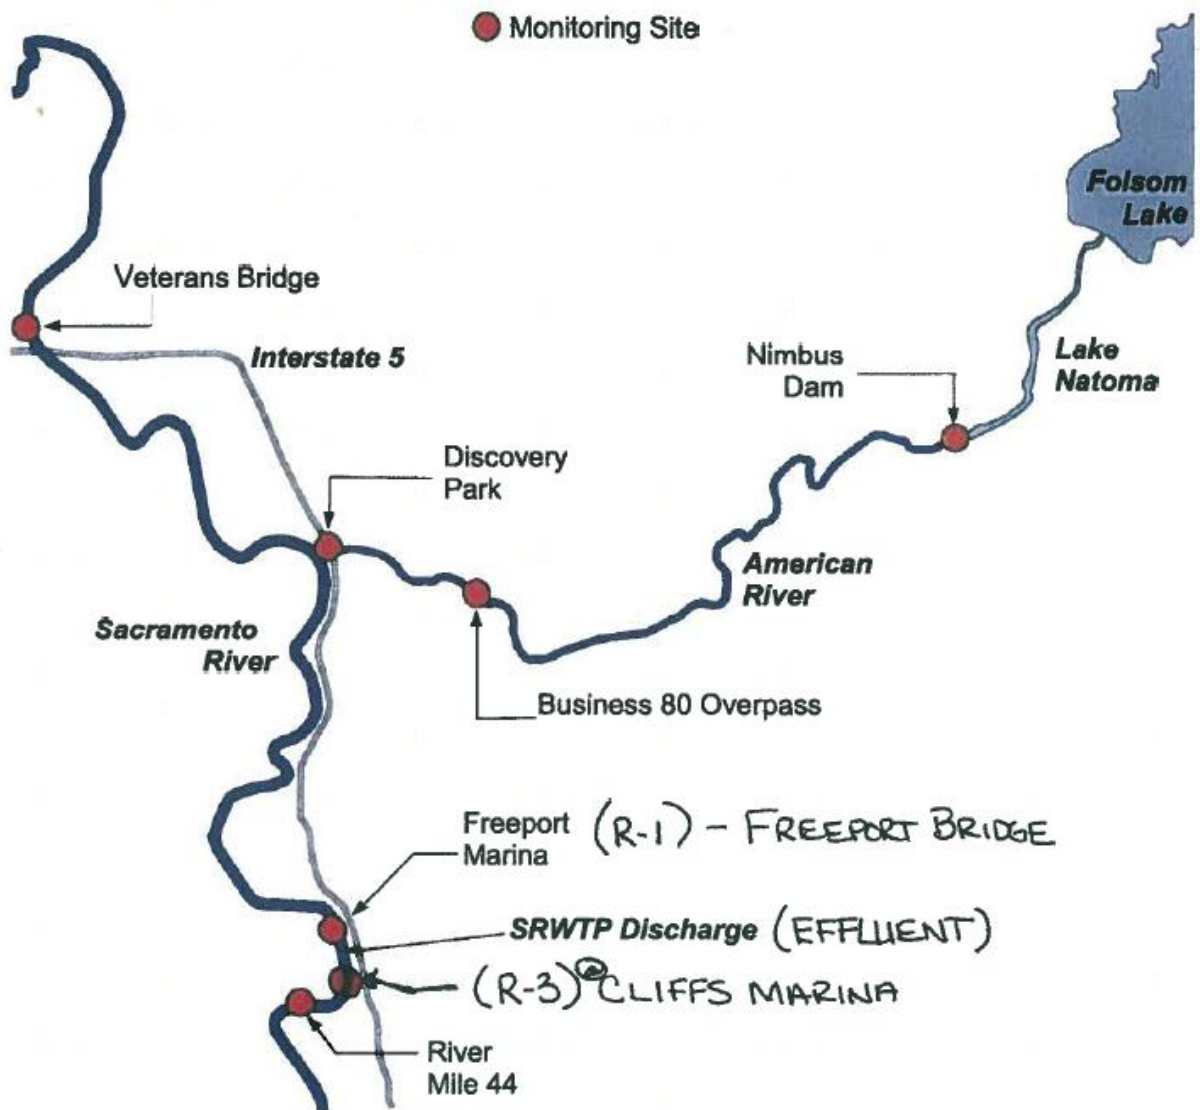 Monitoring Site
Folsom
Lake
Veterans Bridge
Interstate 5
Nimbus
Dam
Lake
Natoma
Discovery
Park
American
River
Sacramento
River
Business 80 Overpass
Freeport
Marina
(R-1) - FREEPORT BRIDGE
SRWTP Discharge (EFFLUENT)
(R-3) @ CLIFFS MARINA
River
Mile 44